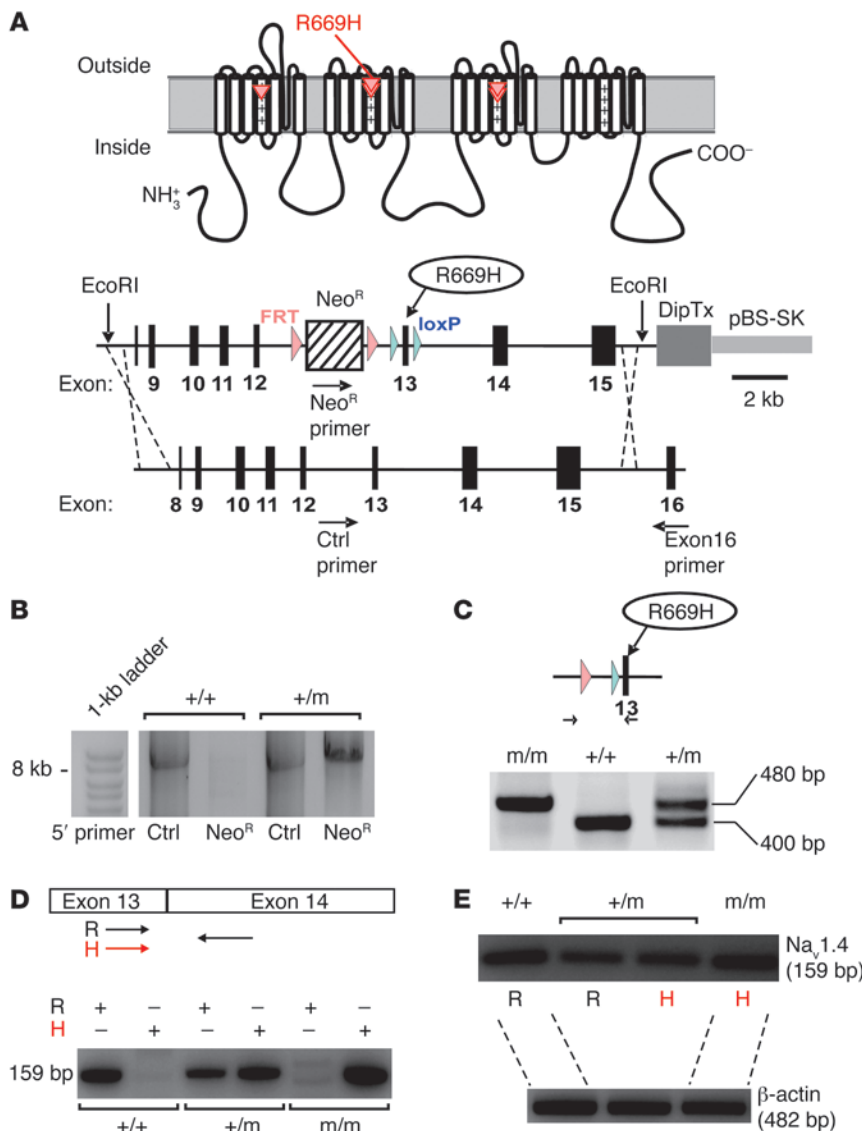 A
R669H
Outside
Inside
NH3+
COO−
R669H
EcoRI
FRT
NeoR
loxP
EcoRI
DipTx
pBS-SK
Exon:
9 10 11 12 13 14 15
NeoR
primer
2 kb
Exon:
8 9 10 11 12 13 14 15 16
Ctrl
primer
Exon16
primer
B
1-kb ladder
+/+ +/m
8 kb -
5′ primer Ctrl NeoR Ctrl NeoR
C
R669H
13
m/m +/+ +/m
480 bp
400 bp
D
Exon 13 Exon 14
R
H
R + − + − + −
H − + − + − +
159 bp
+/+ +/m m/m
E
+/+ +/m m/m
Nav1.4
(159 bp)
R R H H
β-actin
(482 bp)